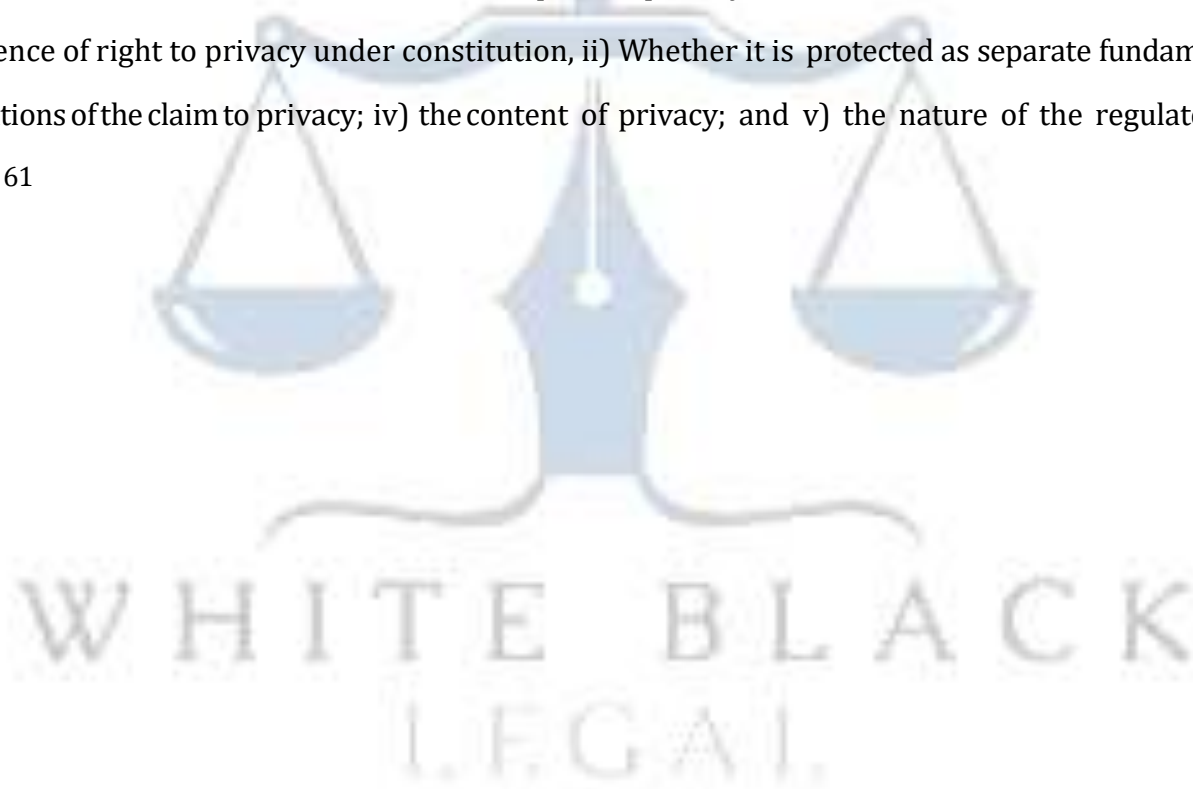 ence of right to privacy under constitution, ii) Whether it is protected as separate fundam
tions of the claim to privacy; iv) the content of privacy; and v) the nature of the regulat
61
WHITE BLACK
LEGAL